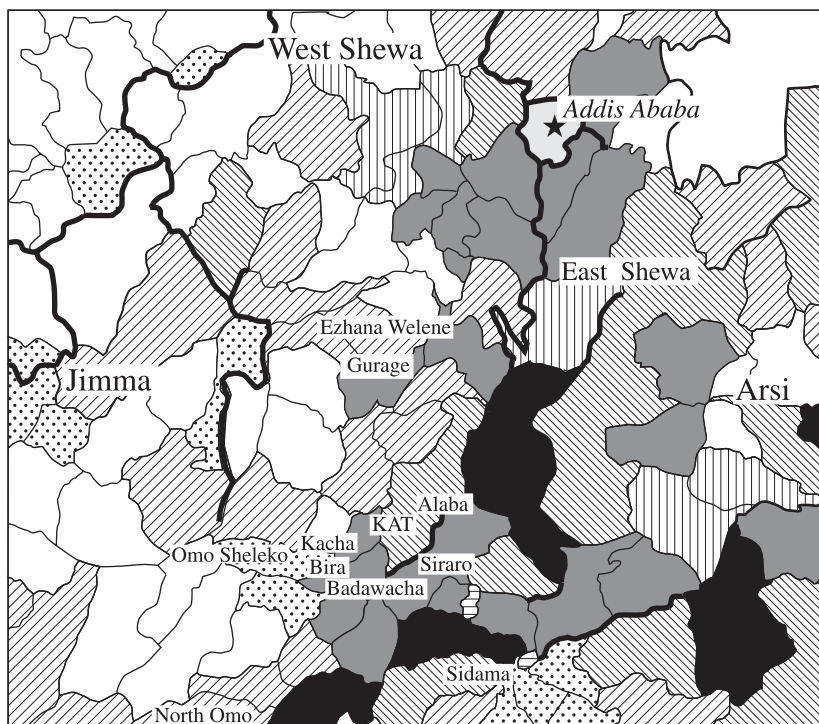 West Shewa
Addis Ababa
East Shewa
Ezhana Welene
Gurage
Jimma
Arsi
Alaba
KAT
Kacha
Omo Sheleko
Bira
Siraro
Badawacha
Sidama
North Omo